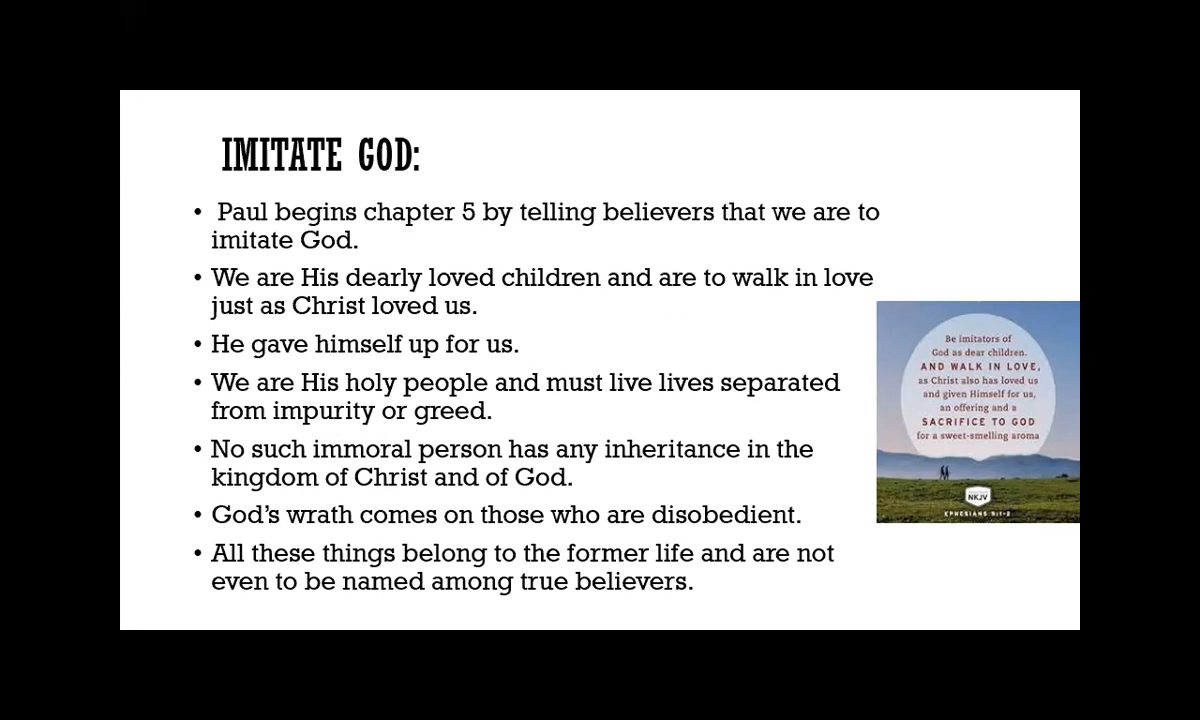 IMITATE GOD:
• Paul begins chapter 5 by telling believers that we are to
imitate God.
• We are His dearly loved children and are to walk in love
just as Christ loved us.
• He gave himself up for us.
• We are His holy people and must live lives separated
from impurity or greed.
• No such immoral person has any inheritance in the
kingdom of Christ and of God.
• God's wrath comes on those who are disobedient.
• All these things belong to the former life and are not
even to be named among true believers.
Be imitators of
God as dear children.
AND WALK IN LOVE,
as Christ also has loved us
and given Himself for us,
an offering and a
SACRIFICE TO GOD
for a sweet-smelling aroma
NKJV
EPHESIANS 5:1-2